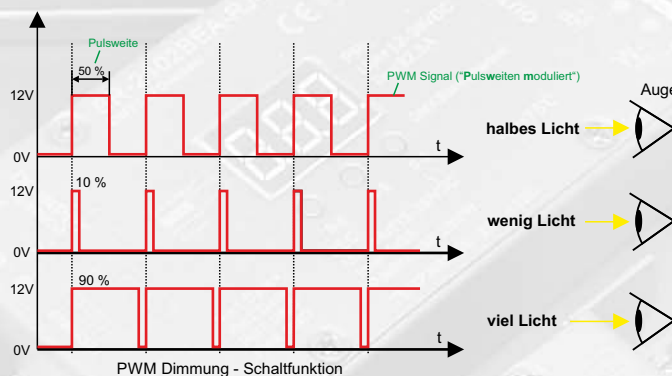 Pulsweite
50 %
PWM Signal ("Pulsweiten moduliert")
12V
0V
t
halbes Licht
Auge
10 %
12V
0V
t
wenig Licht
90 %
12V
0V
t
viel Licht
PWM Dimmung - Schaltfunktion